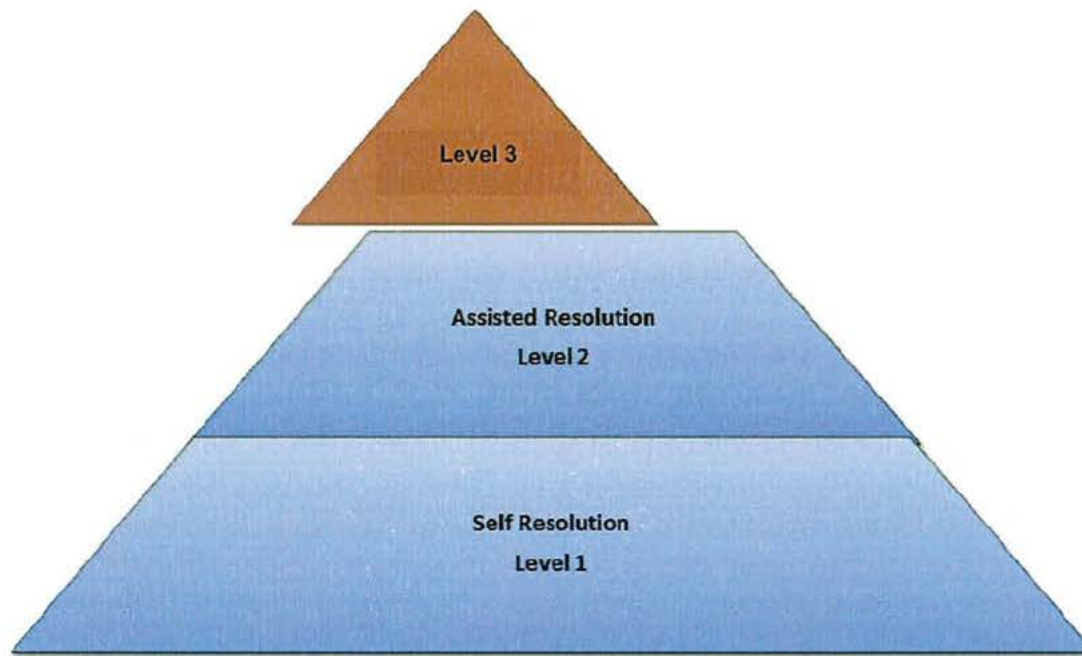 Level 3
Assisted Resolution
Level 2
Self Resolution
Level 1